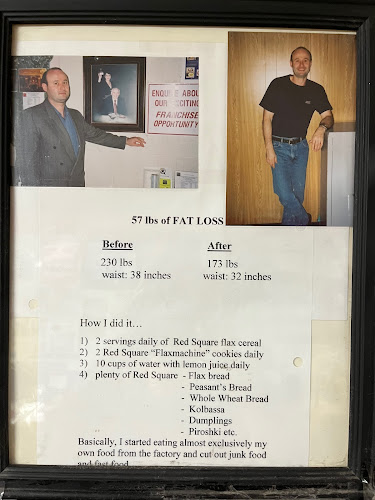 ENQUIRE ABOU
OUR EXCITING
FRANCHISE
OPPORTUNITY
57 lbs of FAT LOSS
Before After
230 lbs 173 lbs
waist: 38 inches waist: 32 inches
How I did it…
1) 2 servings daily of Red Square flax cereal
2) 2 Red Square “Flaxmachine” cookies daily
3) 10 cups of water with lemon juice daily
4) plenty of Red Square - Flax bread
- Peasant's Bread
- Whole Wheat Bread
- Kolbassa
- Dumplings
- Piroshki etc.
Basically, I started eating almost exclusively my
own food from the factory and cut out junk food
and fast food